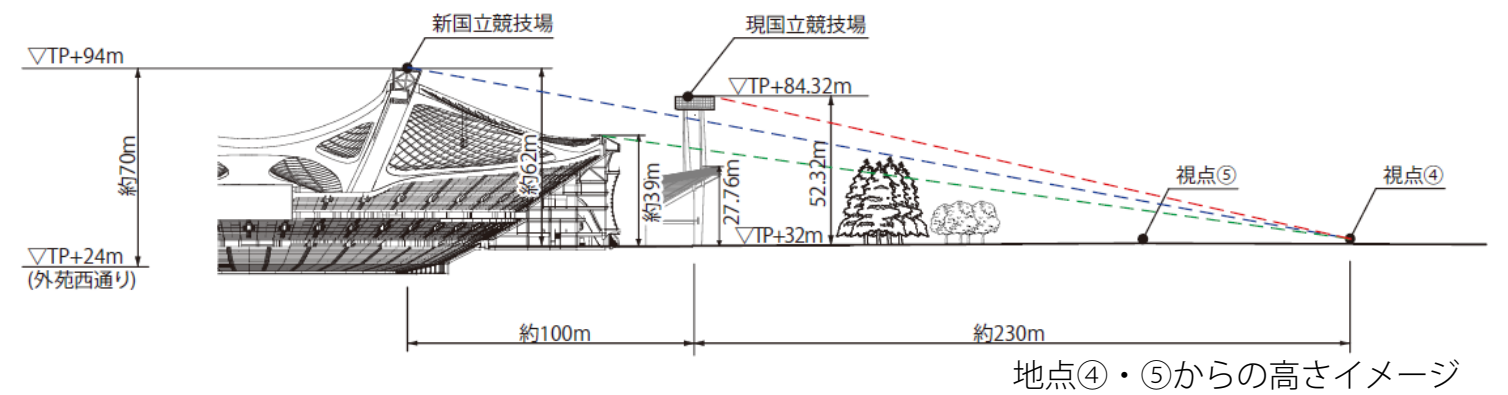 新国立競技場
現国立競技場
▽TP+94m
▽TP+84.32m
約70m
約62m
約39m
27.76m
52.32m
視点⑤
視点④
▽TP+32m
▽TP+24m
(外苑西通り)
約100m
約230m
地点④・⑤からの高さイメージ